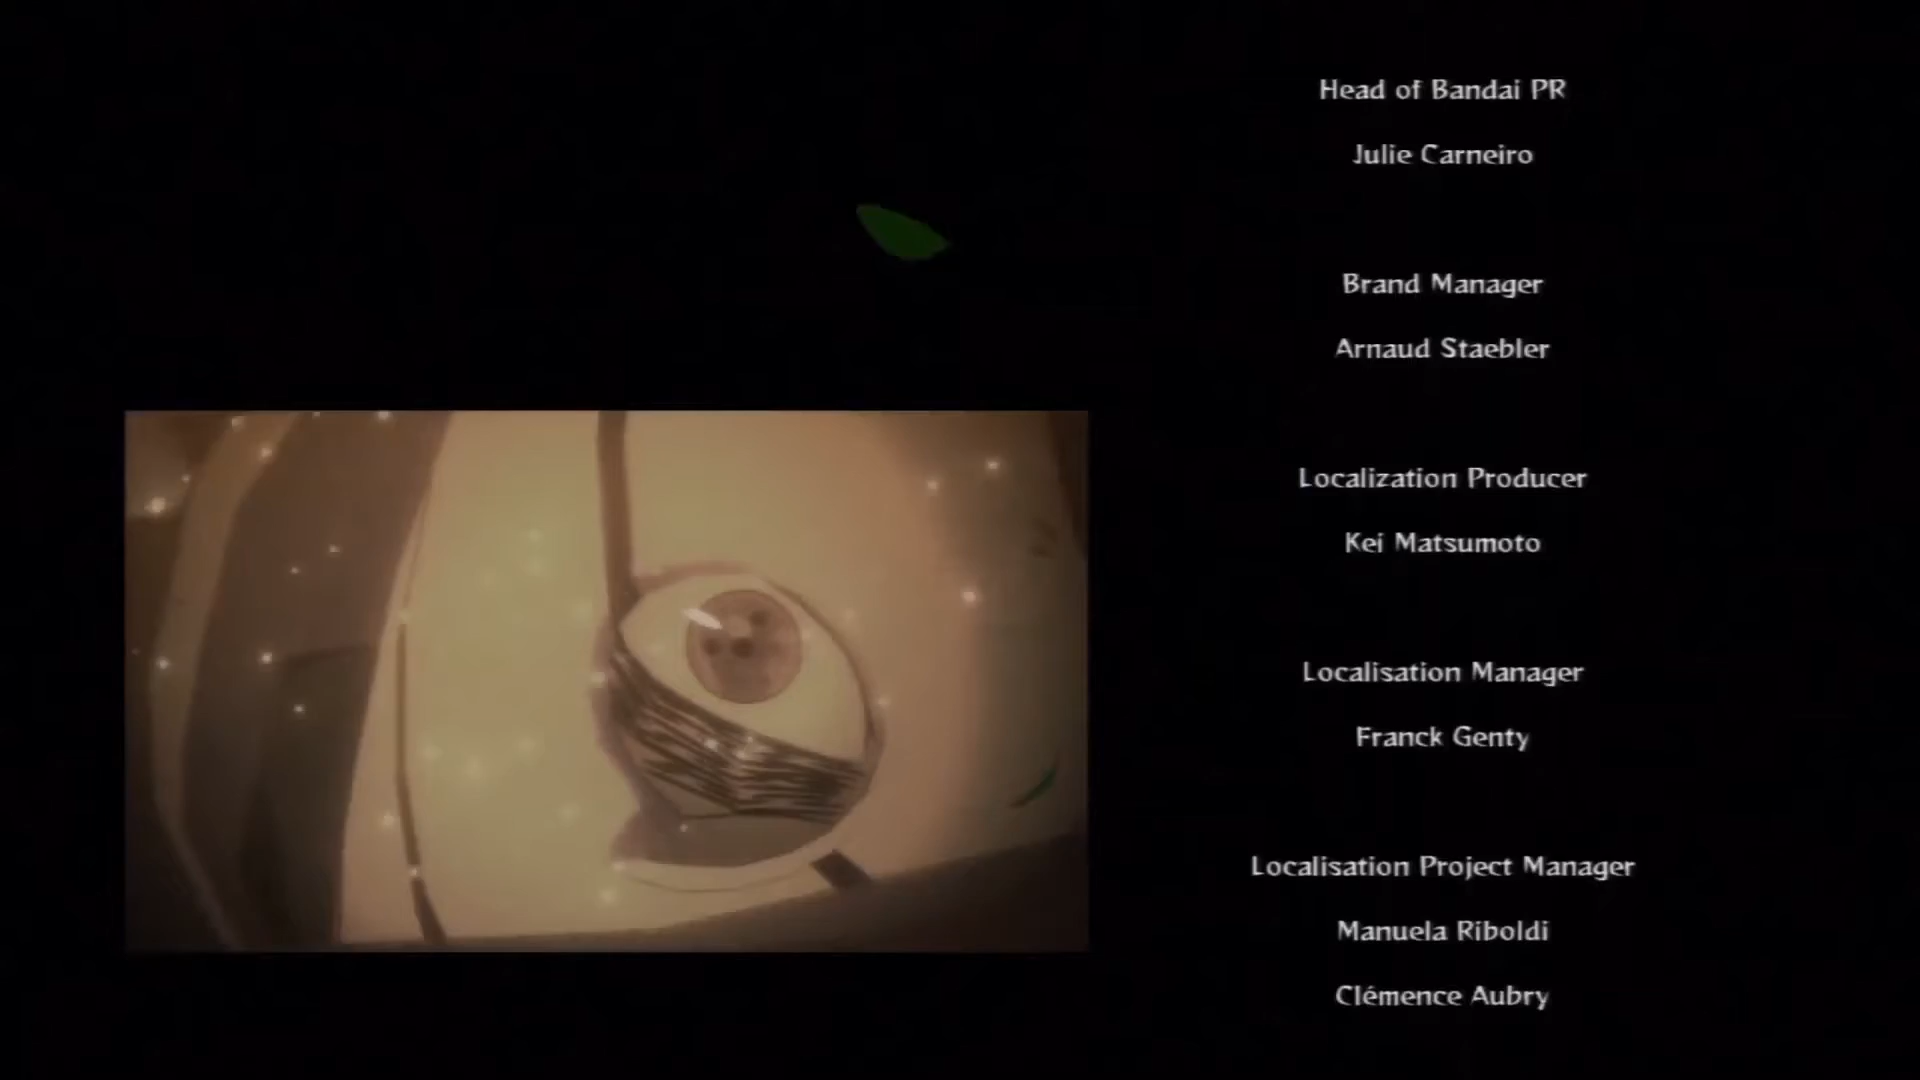 Head of Bandai PR
Julie Carneiro
Brand Manager
Arnaud Staebler
Localization Producer
Kei Matsumoto
Localisation Manager
Franck Genty
Localisation Project Manager
Manuela Riboldi
Clémence Aubry